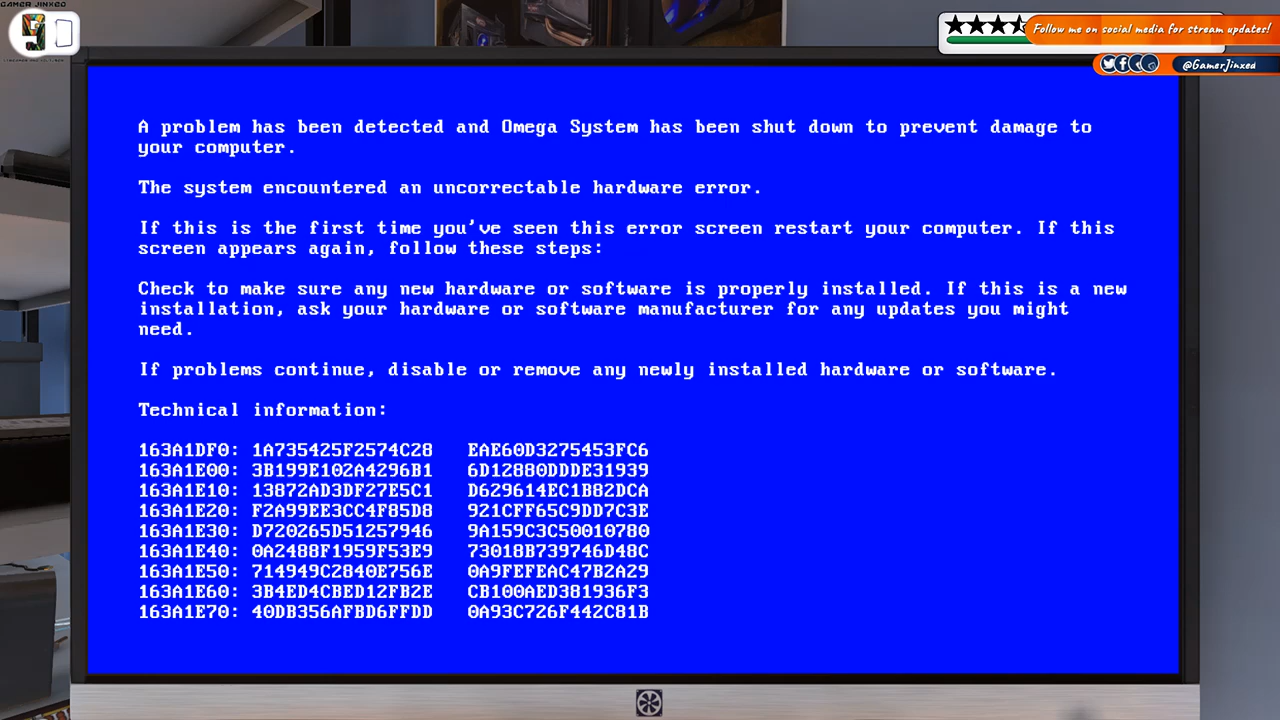 GAMER JINXED
Follow me on social media for stream updates!
@GamerJinxed
A problem has been detected and Omega System has been shut down to prevent damage to
your computer.
The system encountered an uncorrectable hardware error.
If this is the first time you've seen this error screen restart your computer. If this
screen appears again, follow these steps:
Check to make sure any new hardware or software is properly installed. If this is a new
installation, ask your hardware or software manufacturer for any updates you might
need.
If problems continue, disable or remove any newly installed hardware or software.
Technical information:
163A1DF0: 1A735425F2574C28 EAE60D3275453FC6
163A1E00: 3B199E102A4296B1 6D12880DDDE31939
163A1E10: 13872AD3DF27E5C1 D629614EC1B82DCA
163A1E20: F2A99EE3CC4F85D8 921CFF65C9DD7C3E
163A1E30: D720265D51257946 9A159C3C50010780
163A1E40: 0A2488F1959F53E9 73018B739746D48C
163A1E50: 714949C2840E756E 0A9FEFEAC47B2A29
163A1E60: 3B4ED4CBED12FB2E CB100AED381936F3
163A1E70: 40DB356AFBD6FFDD 0A93C726F442C81B